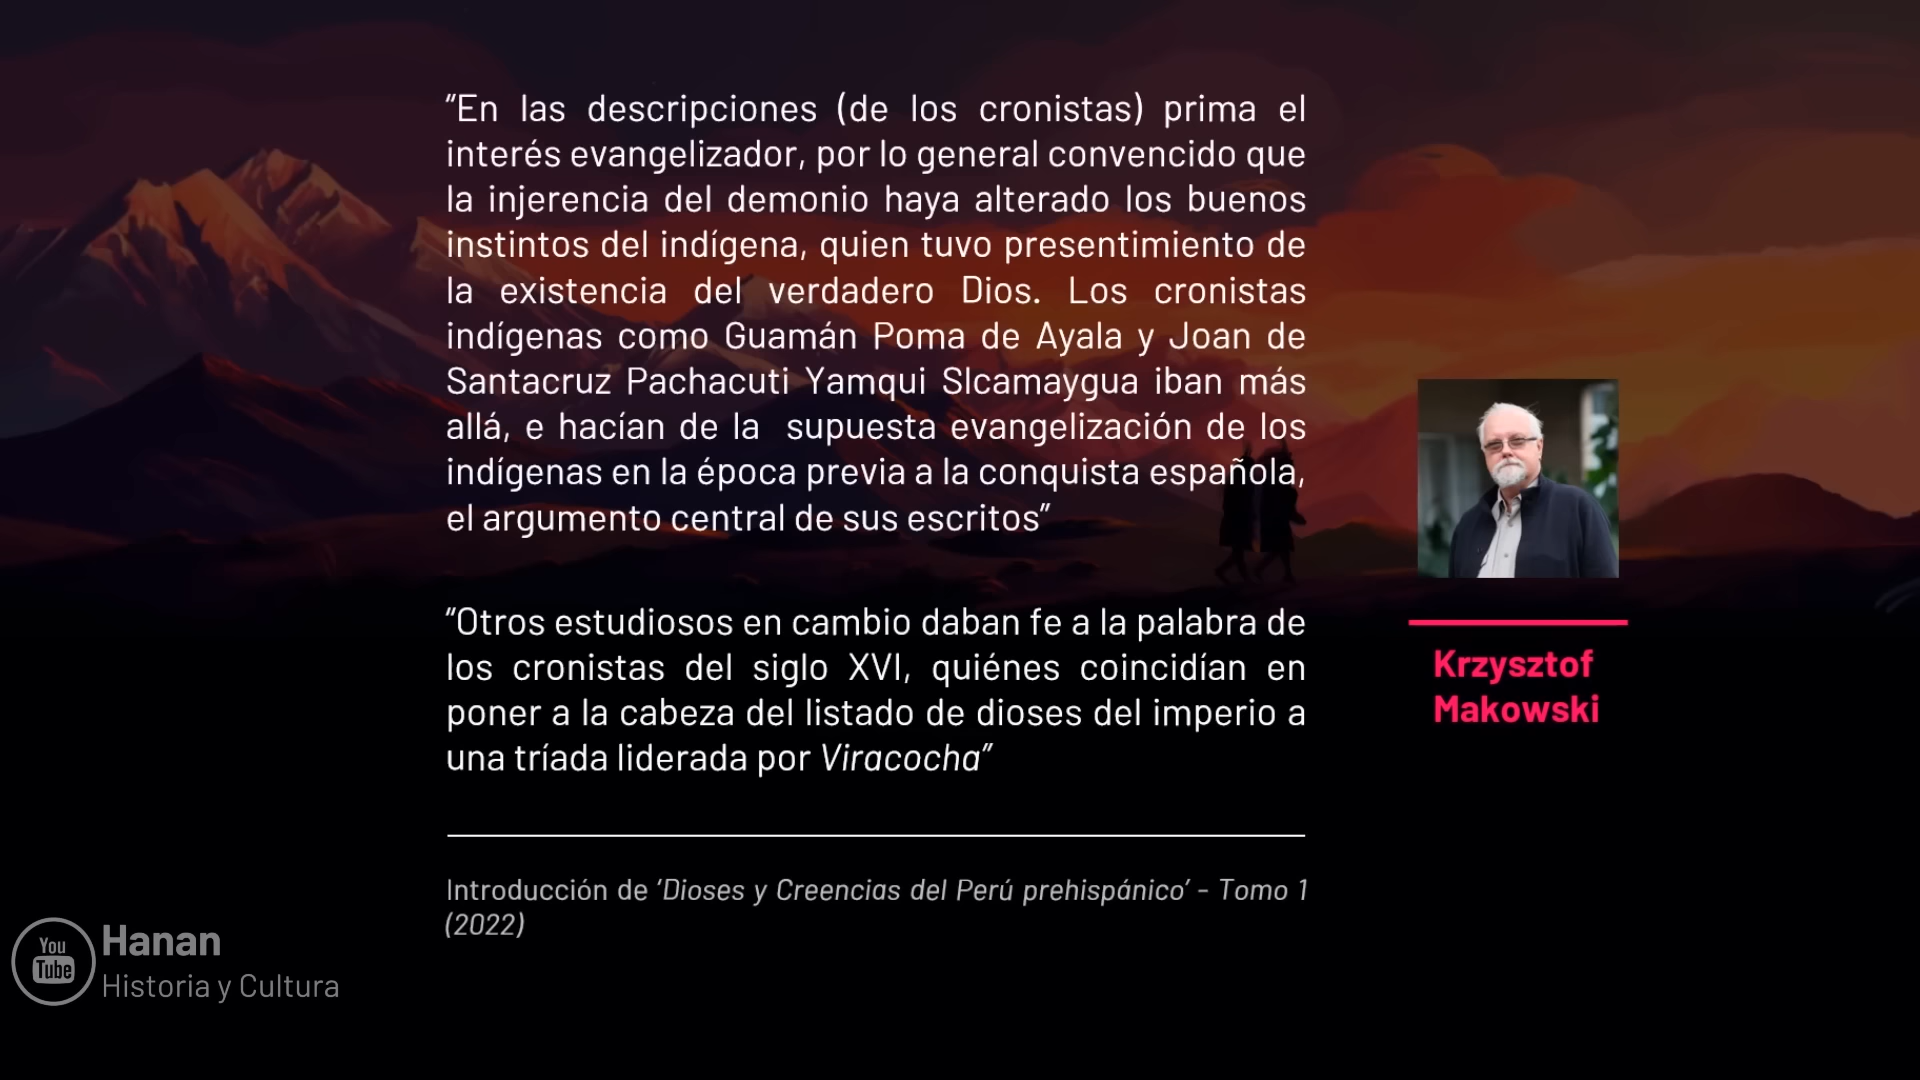 “En las descripciones (de los cronistas) prima el
interés evangelizador, por lo general convencido que
la injerencia del demonio haya alterado los buenos
instintos del indígena, quien tuvo presentimiento de
la existencia del verdadero Dios. Los cronistas
indígenas como Guamán Poma de Ayala y Joan de
Santacruz Pachacuti Yamqui Slcamaygua iban más
allá, e hacían de la supuesta evangelización de los
indígenas en la época previa a la conquista española,
el argumento central de sus escritos”
“Otros estudiosos en cambio daban fe a la palabra de
los cronistas del siglo XVI, quiénes coincidían en
poner a la cabeza del listado de dioses del imperio a
una tríada liderada por Viracocha”
Krzysztof
Makowski
Introducción de ‘Dioses y Creencias del Perú prehispánico’ - Tomo 1
(2022)
You
Tube
Hanan
Historia y Cultura